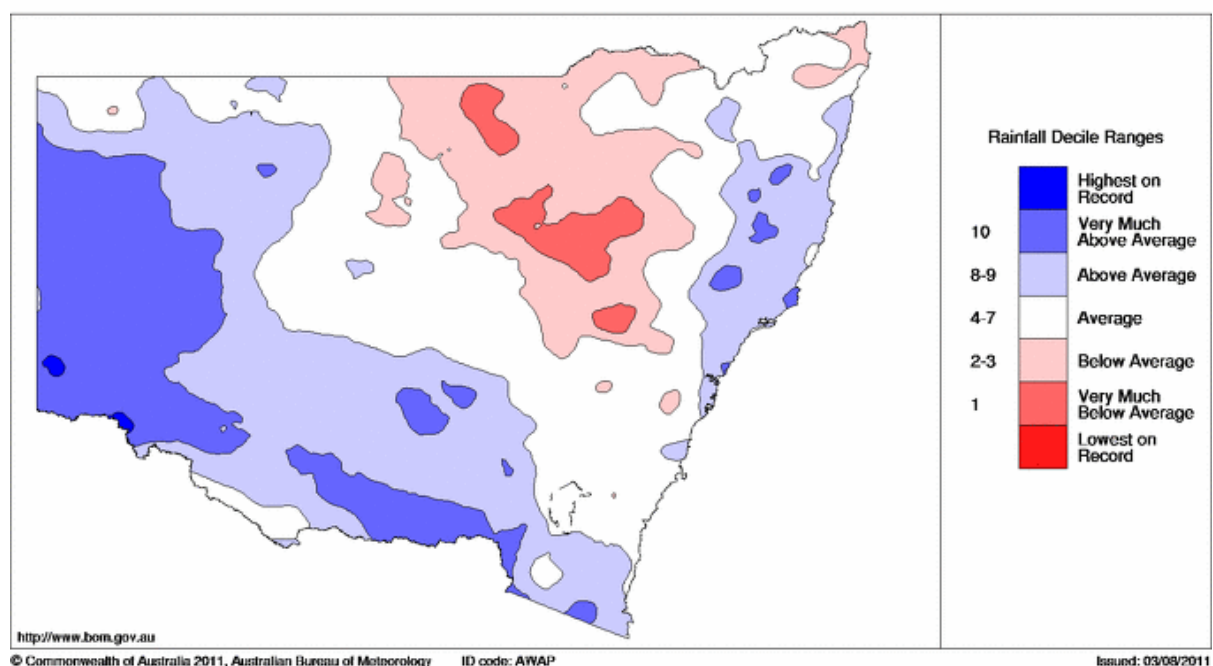 Rainfall Decile Ranges
Highest on
Record
10
Very Much
Above Average
8-9
Above Average
4-7
Average
2-3
Below Average
1
Very Much
Below Average
Lowest on
Record
http://www.bom.gov.au
© Commonwealth of Australia 2011, Australian Bureau of Meteorology ID code: AWAP Issued: 03/08/2011